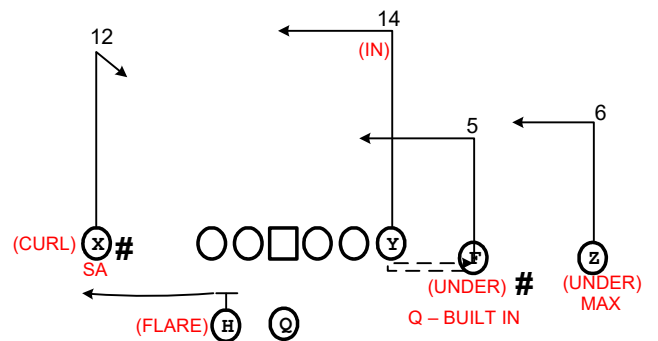 14
12
(IN)
6
5
(CURL) X # Y F Z
SA (UNDER) # (UNDER)
Q – BUILT IN MAX
(FLARE) H Q